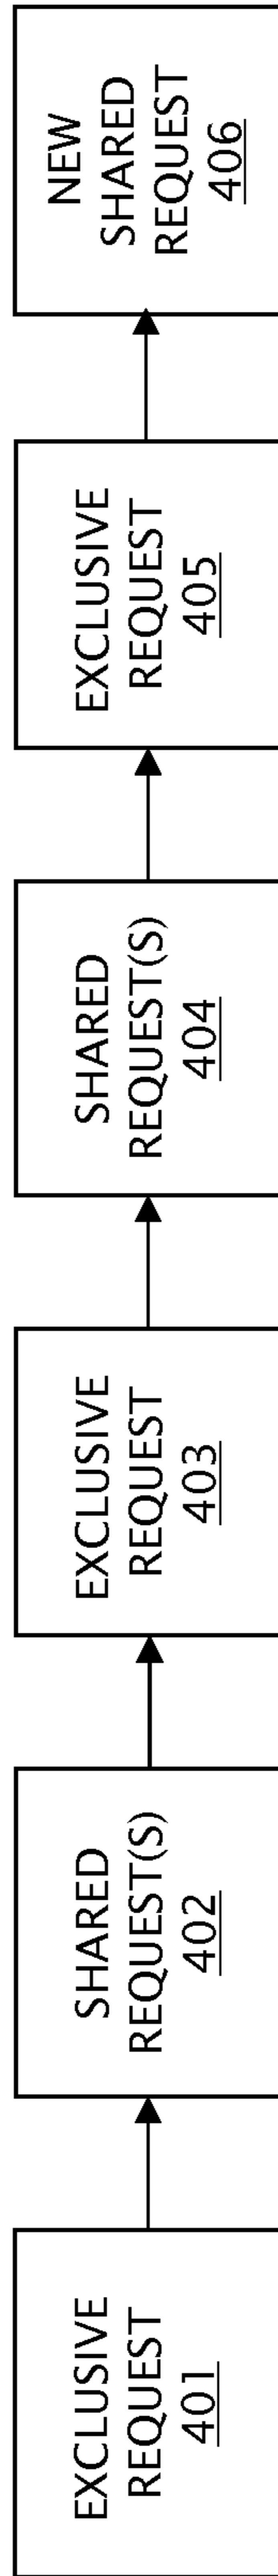 EXCLUSIVE
REQUEST
401
SHARED
REQUEST(S)
402
EXCLUSIVE
REQUEST
403
SHARED
REQUEST(S)
404
EXCLUSIVE
REQUEST
405
NEW
SHARED
REQUEST
406